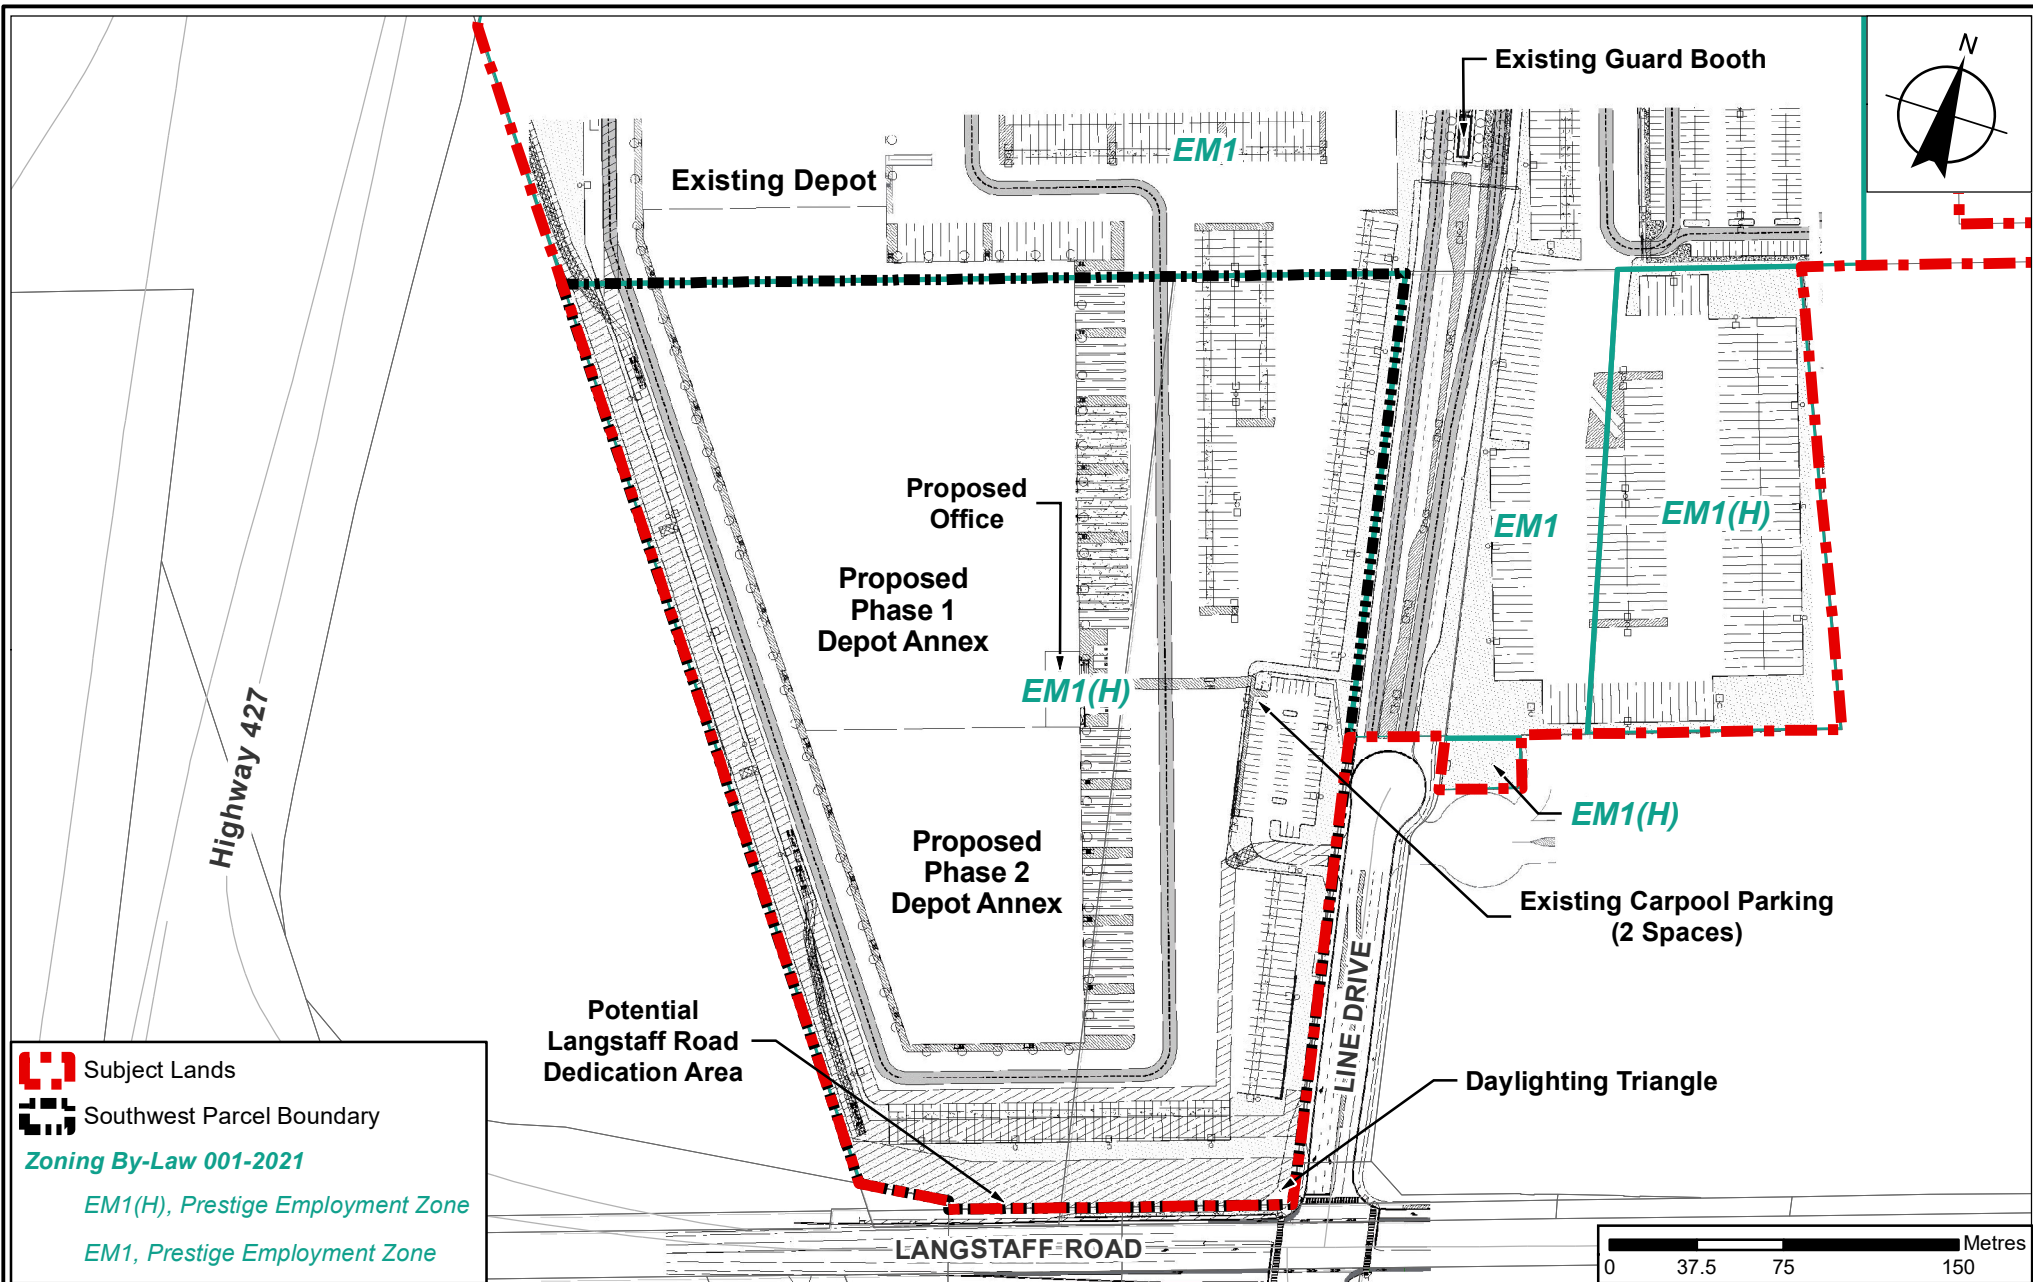 Existing Guard Booth
N
EM1
Existing Depot
Proposed
Office
EM1
EM1(H)
Proposed
Phase 1
Depot Annex
EM1(H)
Highway 427
EM1(H)
Proposed
Phase 2
Depot Annex
Existing Carpool Parking
(2 Spaces)
LINE DRIVE
Potential
Langstaff Road
Dedication Area
Daylighting Triangle
Subject Lands
Southwest Parcel Boundary
Zoning By-Law 001-2021
EM1(H), Prestige Employment Zone
EM1, Prestige Employment Zone
LANGSTAFF ROAD
Metres
0 37.5 75 150